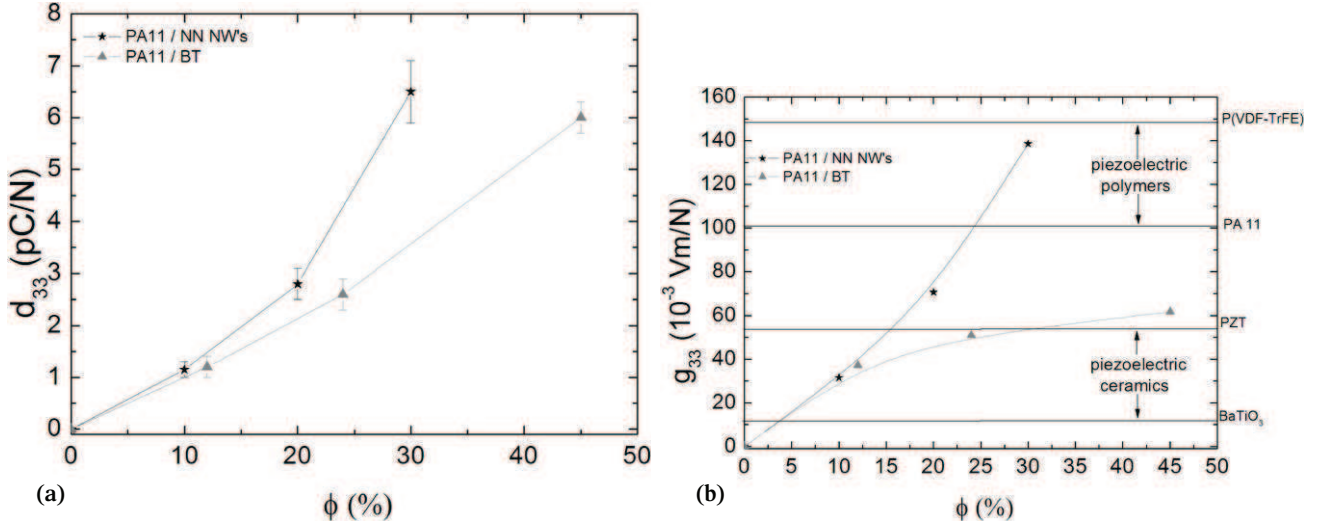 8
7
6
5
4
3
2
1
0
d33 (pC/N)
PA11 / NN NW's
PA11 / BT
0 10 20 30 40 50
ϕ (%)
(a)
160
140
120
100
80
60
40
20
0
g33 (10-3 Vm/N)
PA11 / NN NW's
PA11 / BT
P(VDF-TrFE)
piezoelectric
polymers
PA 11
PZT
piezoelectric
ceramics
BaTiO3
0 5 10 15 20 25 30 35 40 45 50
ϕ (%)
(b)